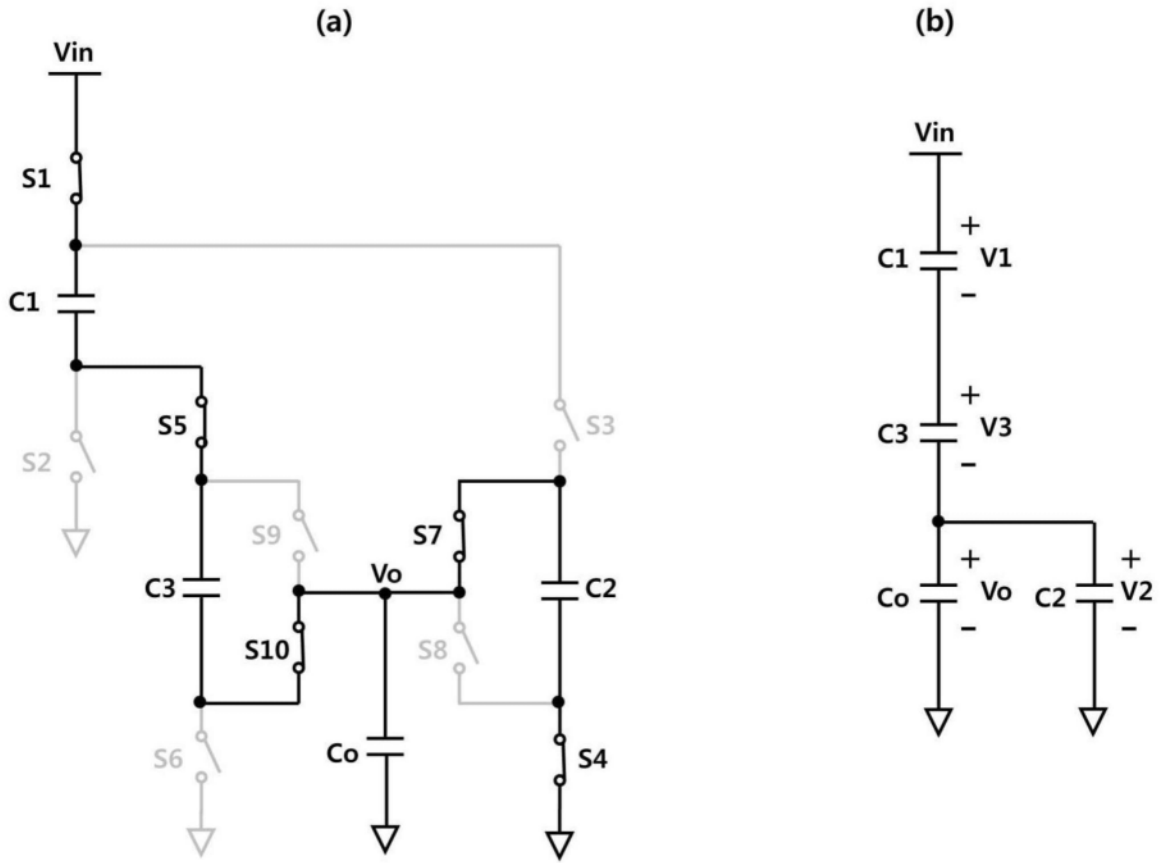 (a)
(b)
Vin
S1
C1
S2
S5
S3
S9
S7
C3
Vo
C2
S10
S8
S6
Co
S4
Vin
+
C1 V1
−
+
C3 V3
−
+ +
Co Vo C2 V2
− −